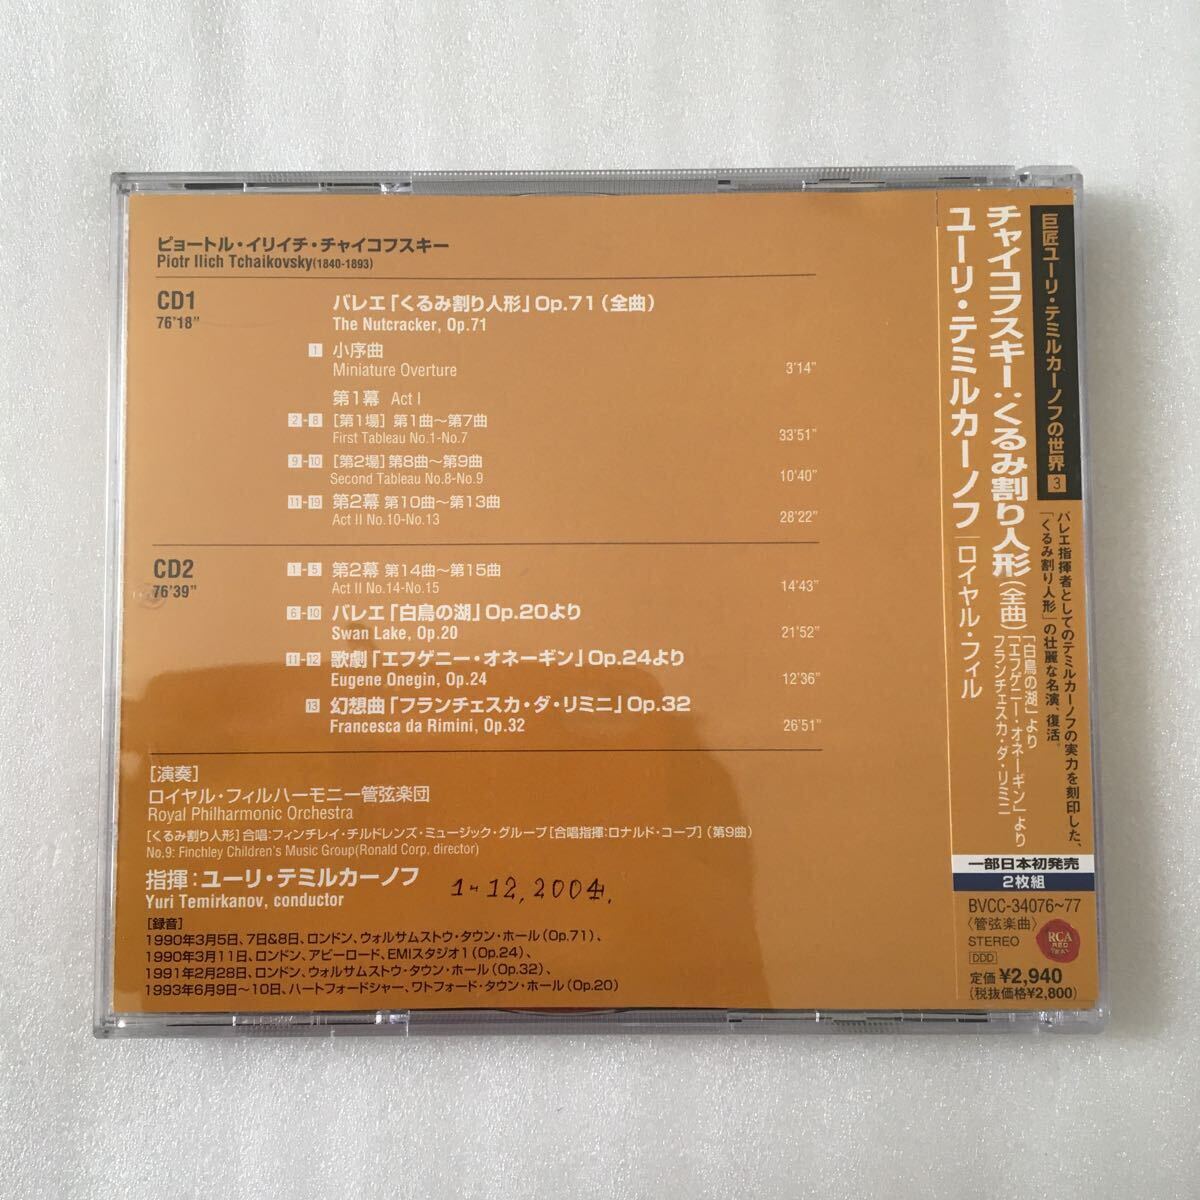 ピョートル・イリイチ・チャイコフスキー
Piotr Ilich Tchaikovsky(1840-1893)
CD1
76'18"
バレエ「くるみ割り人形」Op.71(全曲)
The Nutcracker, Op.71
1 小序曲
Miniature Overture 3'14"
第1幕 Act I
2-8 [第1場] 第1曲〜第7曲
First Tableau No.1-No.7 33'51"
9-10 [第2場] 第8曲〜第9曲
Second Tableau No.8-No.9 10'40"
11-19 第2幕 第10曲〜第13曲
Act II No.10-No.13 28'22"
CD2
76'39"
1-5 第2幕 第14曲〜第15曲
Act II No.14-No.15 14'43"
6-10 バレエ「白鳥の湖」Op.20より
Swan Lake, Op.20 21'52"
11-12 歌劇「エフゲニー・オネーギン」Op.24より
Eugene Onegin, Op.24 12'36"
13 幻想曲「フランチェスカ・ダ・リミニ」Op.32
Francesca da Rimini, Op.32 26'51"
[演奏]
ロイヤル・フィルハーモニー管弦楽団
Royal Philharmonic Orchestra
[くるみ割り人形] 合唱:フィンチレイ・チルドレンズ・ミュージック・グループ [合唱指揮:ロナルド・コープ] (第9曲)
No.9: Finchley Children's Music Group(Ronald Corp, director)
指揮:ユーリ・テミルカーノフ
Yuri Temirkanov, conductor
1-12, 2004.
[録音]
1990年3月5日、7日&8日、ロンドン、ウォルサムストウ・タウン・ホール(Op.71)、
1990年3月11日、ロンドン、アビーロード、EMIスタジオ1(Op.24)、
1991年2月28日、ロンドン、ウォルサムストウ・タウン・ホール(Op.32)、
1993年6月9日〜10日、ハートフォードシャー、ワトフォード・タウン・ホール(Op.20)
巨匠ユーリ・テミルカーノフの世界 3
チャイコフスキー:くるみ割り人形(全曲)
「白鳥の湖」より
「エフゲニー・オネーギン」より
フランチェスカ・ダ・リミニ
ユーリ・テミルカーノフ|ロイヤル・フィル
バレエ指揮者としてのテミルカーノフの実力を刻印した、
「くるみ割り人形」の壮麗な名演、復活。
一部日本初発売
2枚組
BVCC-34076~77
〈管弦楽曲〉
STEREO
DDD
RCA
RED
SEAL
定価¥2,940
(税抜価格¥2,800)